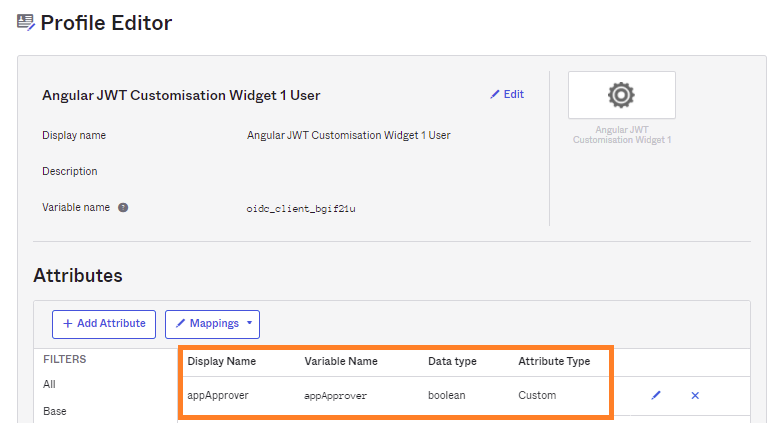 Profile Editor
Angular JWT Customisation Widget 1 User
Edit
Display name
Angular JWT Customisation Widget 1 User
Description
Variable name ?
oidc_client_bgif21u
Angular JWT
Customisation Widget 1
Attributes
+ Add Attribute
Mappings
FILTERS
All
Base
Display Name Variable Name Data type Attribute Type
appApprover appApprover boolean Custom